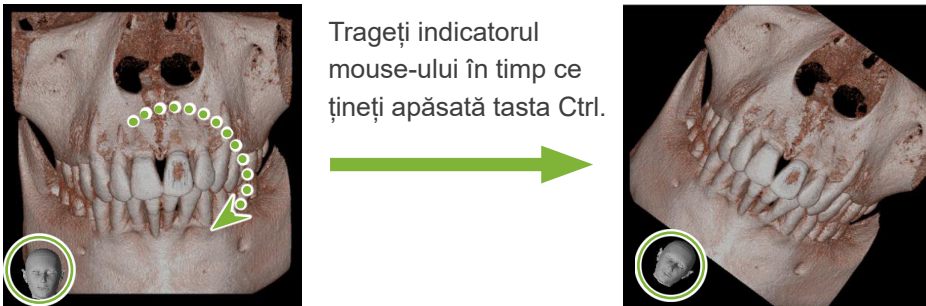 Trageți indicatorul
mouse-ului în timp ce
țineți apăsată tasta Ctrl.